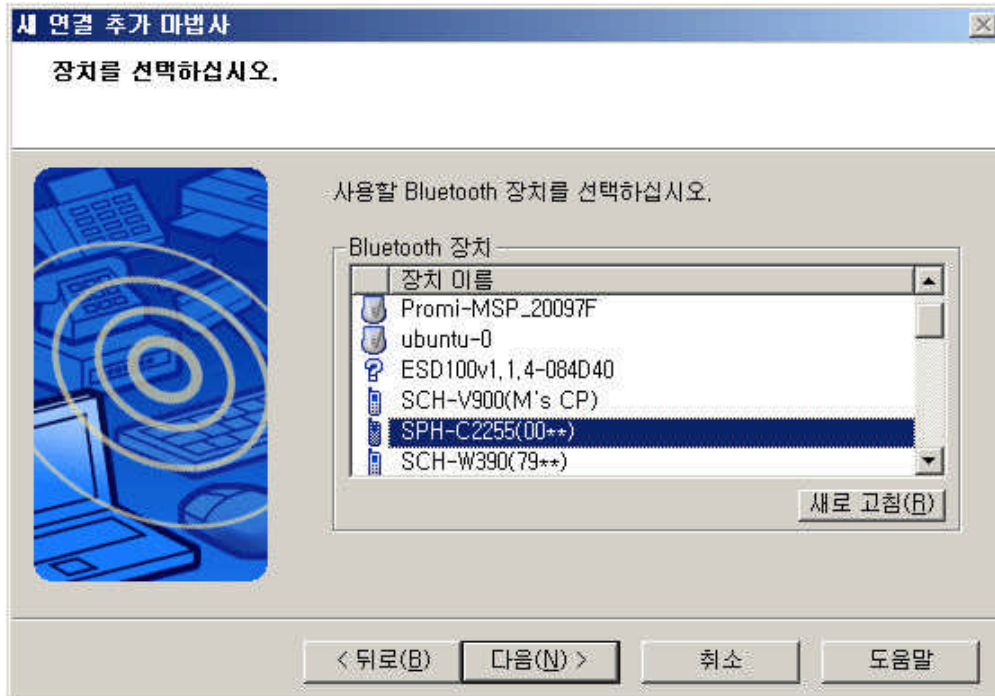 새 연결 추가 마법사
장치를 선택하십시오.
사용할 Bluetooth 장치를 선택하십시오.
Bluetooth 장치
장치 이름
Promi-MSP_20097F
ubuntu-0
ESD100v1.1.4-084D40
SCH-V900(M's CP)
SPH-C2255(00**)
SCH-W390(79**)
새로 고침(R)
< 뒤로(B) 다음(N) > 취소 도움말